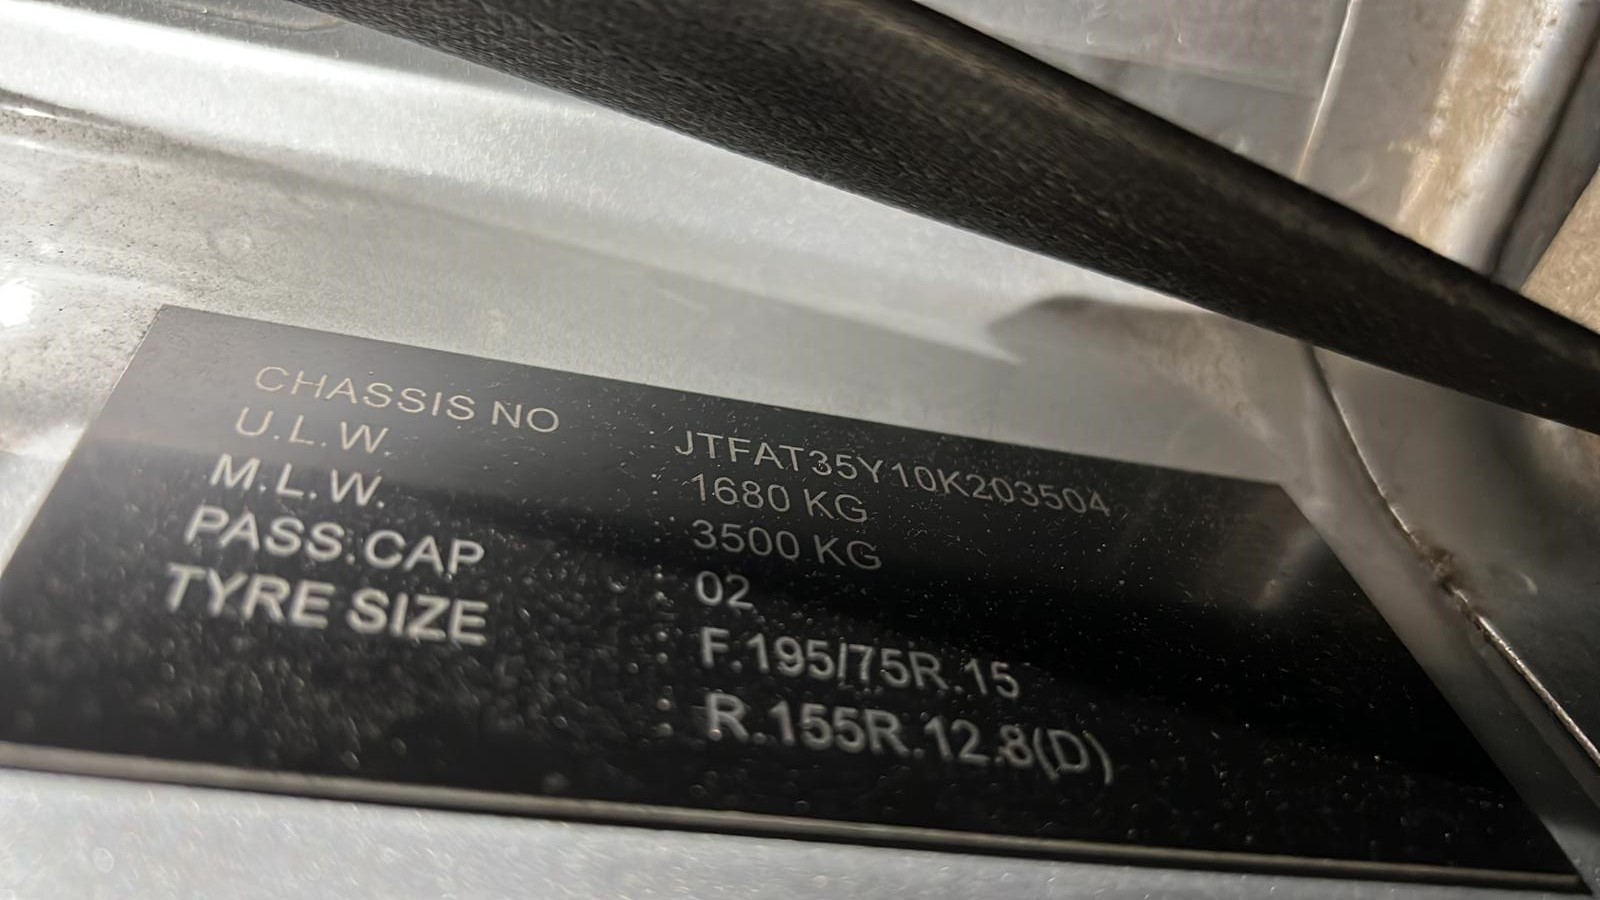 CHASSIS NO : JTFAT35Y10K203504
U.L.W. : 1680 KG
M.L.W. : 3500 KG
PASS.CAP : 02
TYRE SIZE : F.195/75R.15
: R.155R.12.8(D)